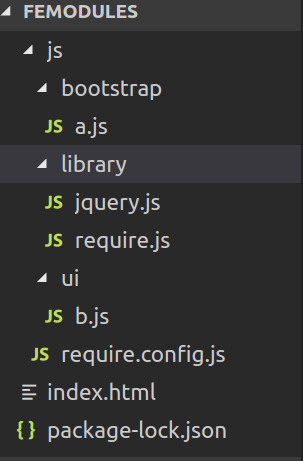 FEMODULES
js
bootstrap
JS a.js
library
JS jquery.js
JS require.js
ui
JS b.js
JS require.config.js
index.html
{ } package-lock.json